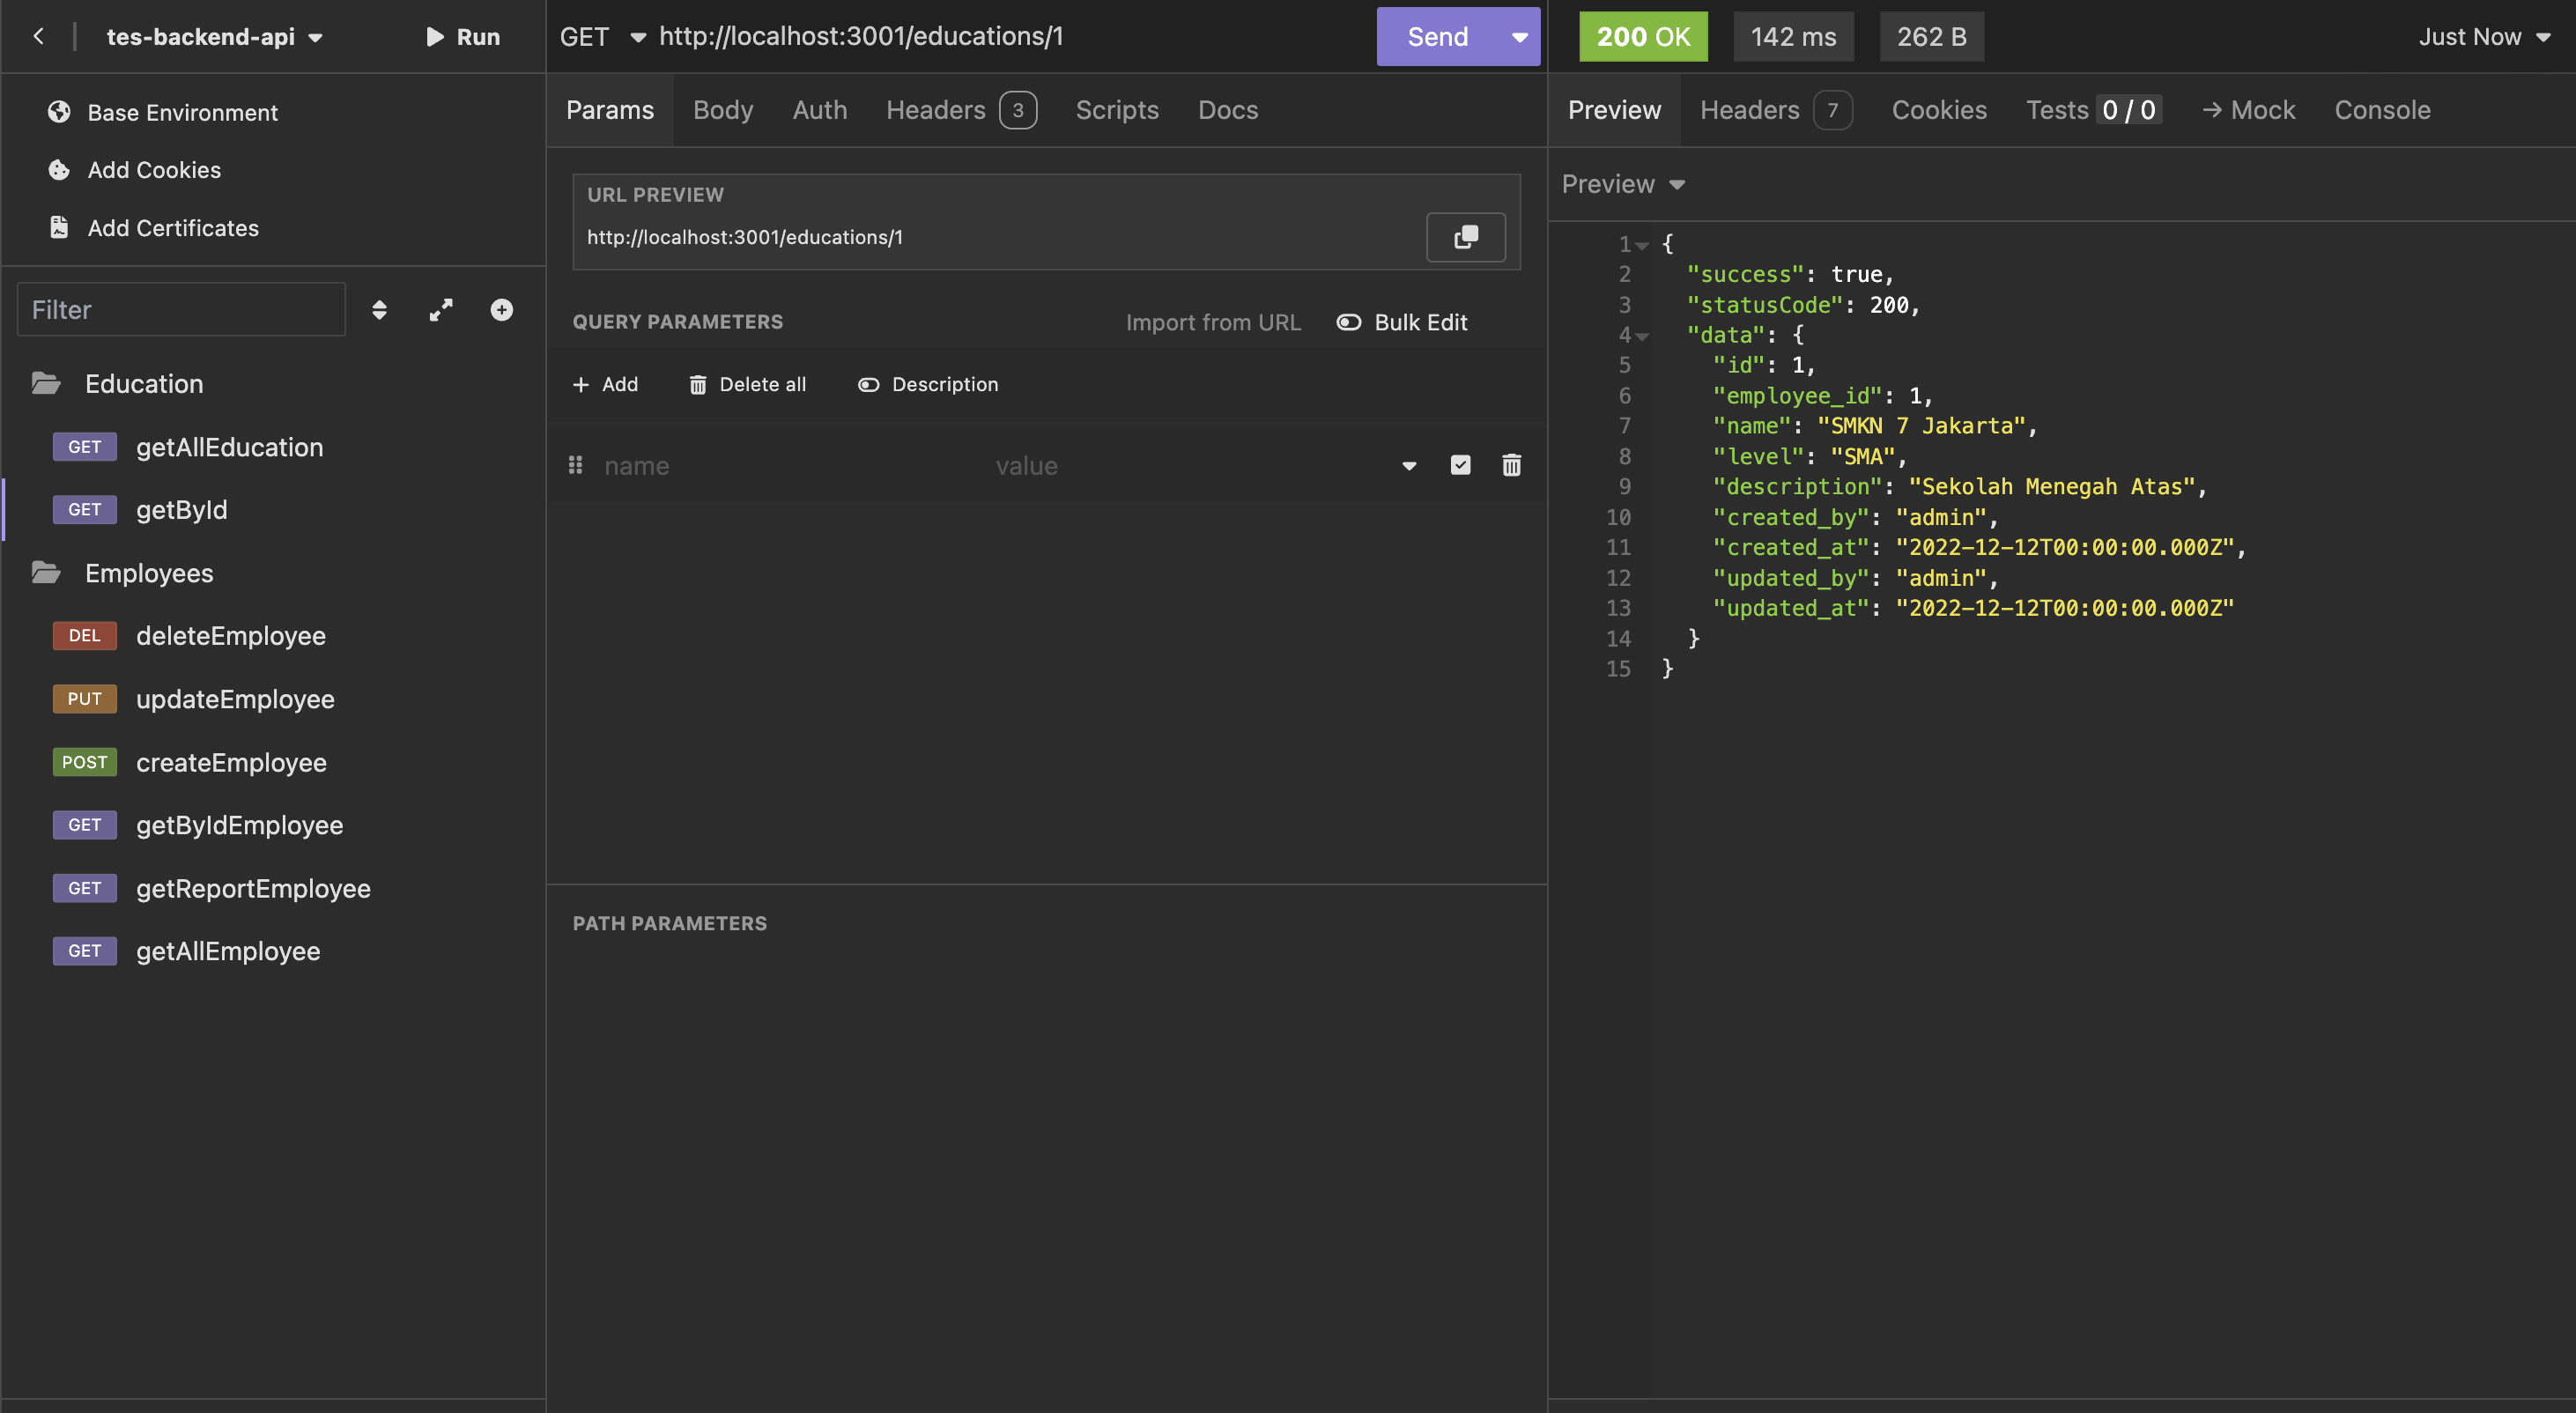 tes-backend-api
Run
Base Environment
Add Cookies
Add Certificates
Filter
Education
GET getAllEducation
GET getById
Employees
DEL deleteEmployee
PUT updateEmployee
POST createEmployee
GET getByIdEmployee
GET getReportEmployee
GET getAllEmployee
GET http://localhost:3001/educations/1
Send
Params Body Auth Headers 3 Scripts Docs
URL PREVIEW
http://localhost:3001/educations/1
QUERY PARAMETERS Import from URL Bulk Edit
Add Delete all Description
name value
PATH PARAMETERS
200 OK 142 ms 262 B Just Now
Preview Headers 7 Cookies Tests 0 / 0 → Mock Console
Preview
1 {
2 "success": true,
3 "statusCode": 200,
4 "data": {
5 "id": 1,
6 "employee_id": 1,
7 "name": "SMKN 7 Jakarta",
8 "level": "SMA",
9 "description": "Sekolah Menegah Atas",
10 "created_by": "admin",
11 "created_at": "2022-12-12T00:00:00.000Z",
12 "updated_by": "admin",
13 "updated_at": "2022-12-12T00:00:00.000Z"
14 }
15 }